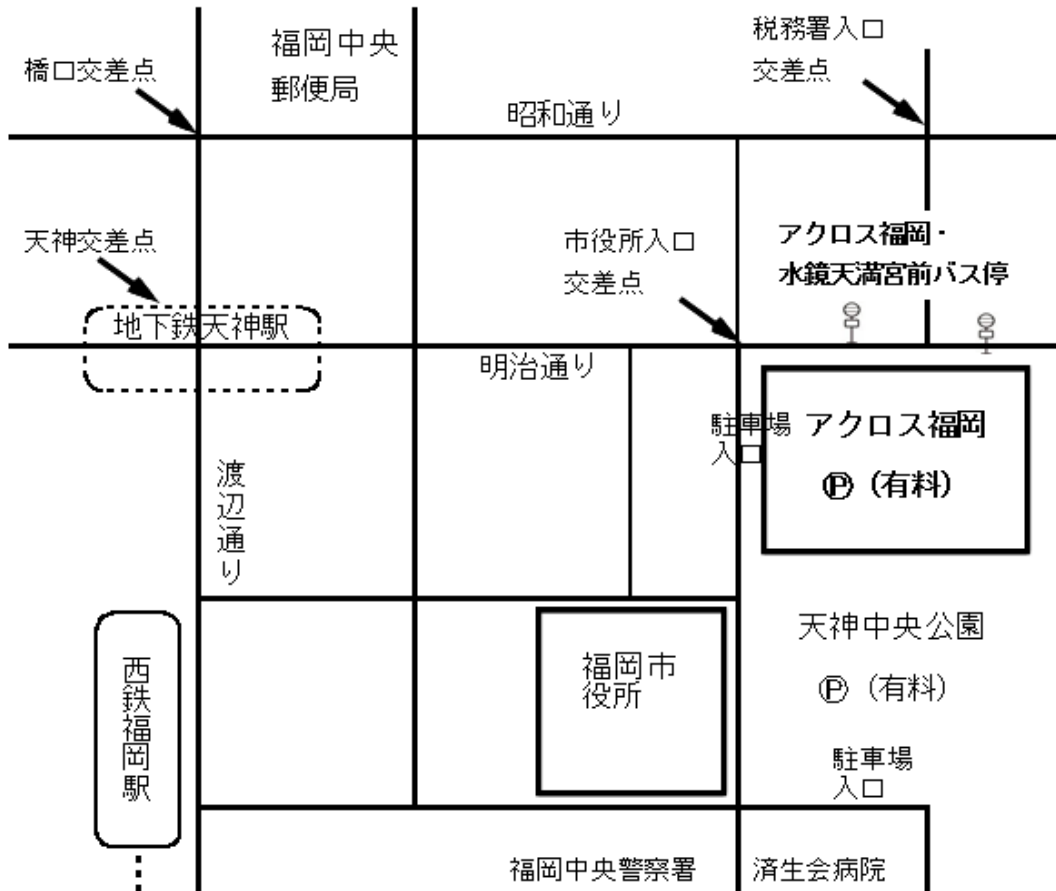 福岡中央
郵便局
税務署入口
交差点
橋口交差点
昭和通り
天神交差点
市役所入口
交差点
アクロス福岡・
水鏡天満宮前バス停
地下鉄天神駅
明治通り
駐車場
入口
アクロス福岡
Ⓟ（有料）
渡辺通り
天神中央公園
Ⓟ（有料）
福岡市
役所
西鉄福岡駅
駐車場
入口
福岡中央警察署
済生会病院